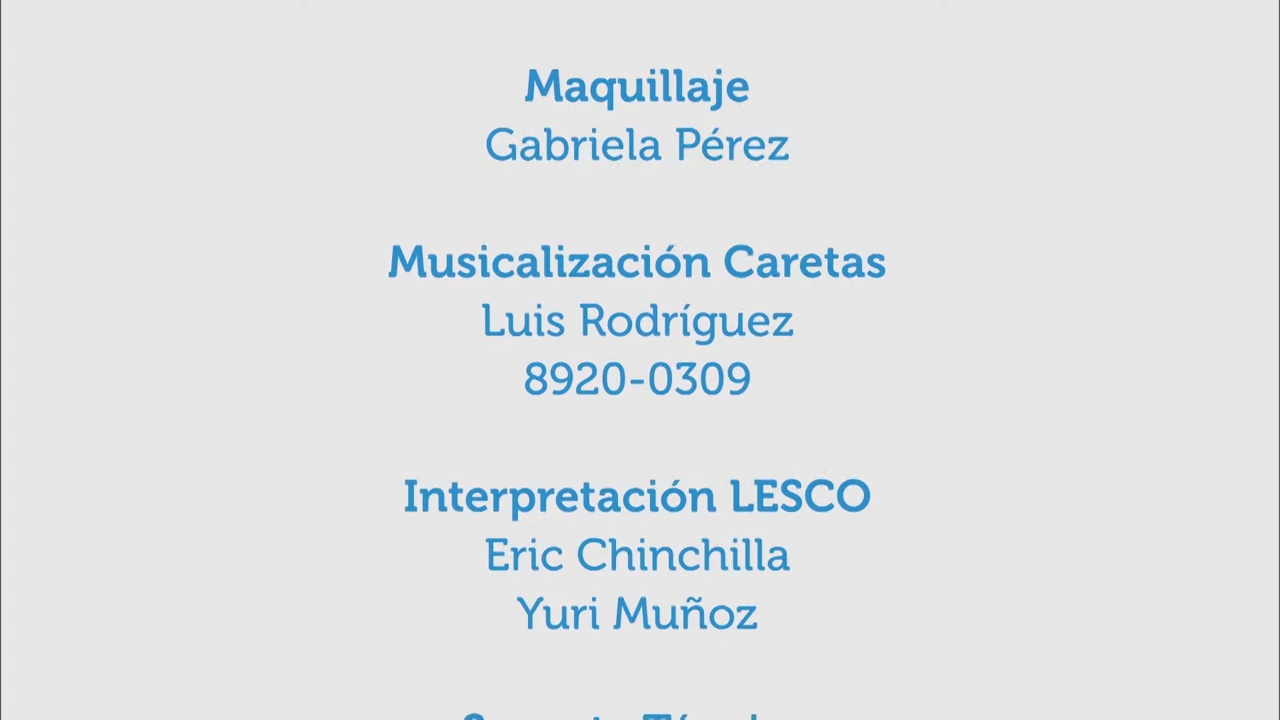 Maquillaje
Gabriela Pérez
Musicalización Caretas
Luis Rodríguez
8920-0309
Interpretación LESCO
Eric Chinchilla
Yuri Muñoz